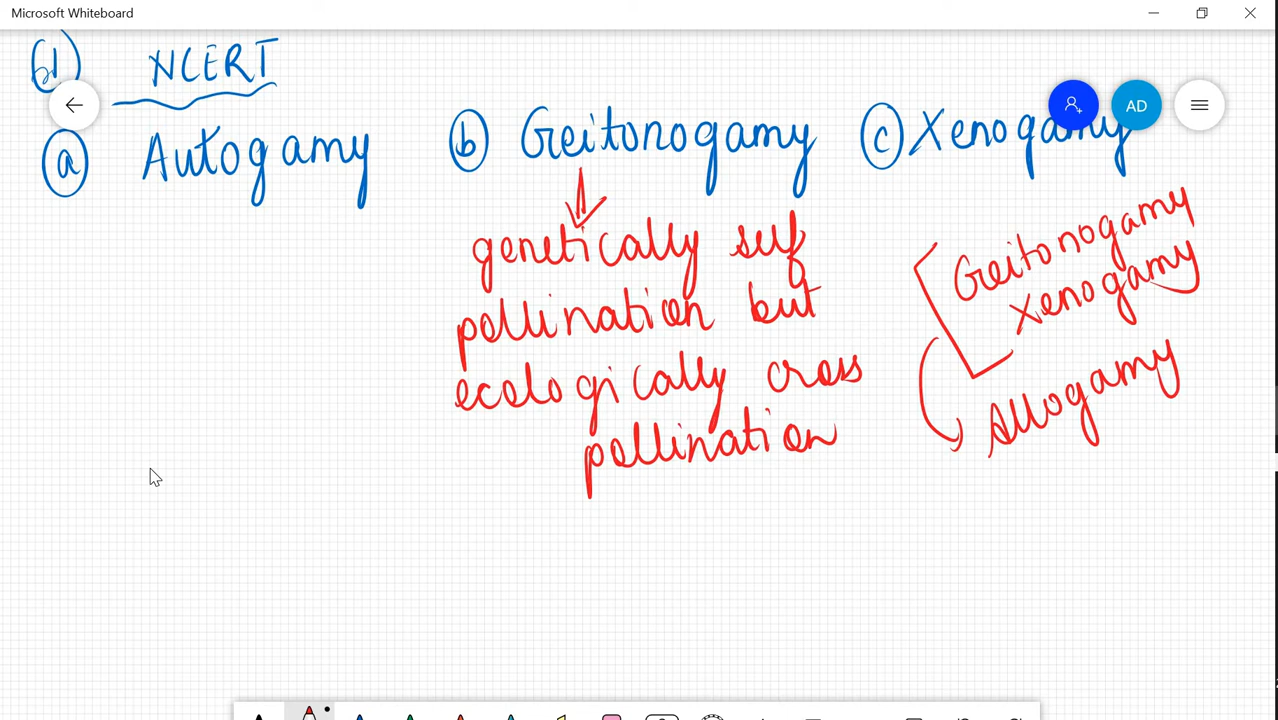 Microsoft Whiteboard
NCERT
AD
(a) Autogamy
(b) Geitonogamy
(c) Xenogamy
genetically self
pollination but
ecologically cross
pollination
Geitonogamy
xenogamy
Allogamy